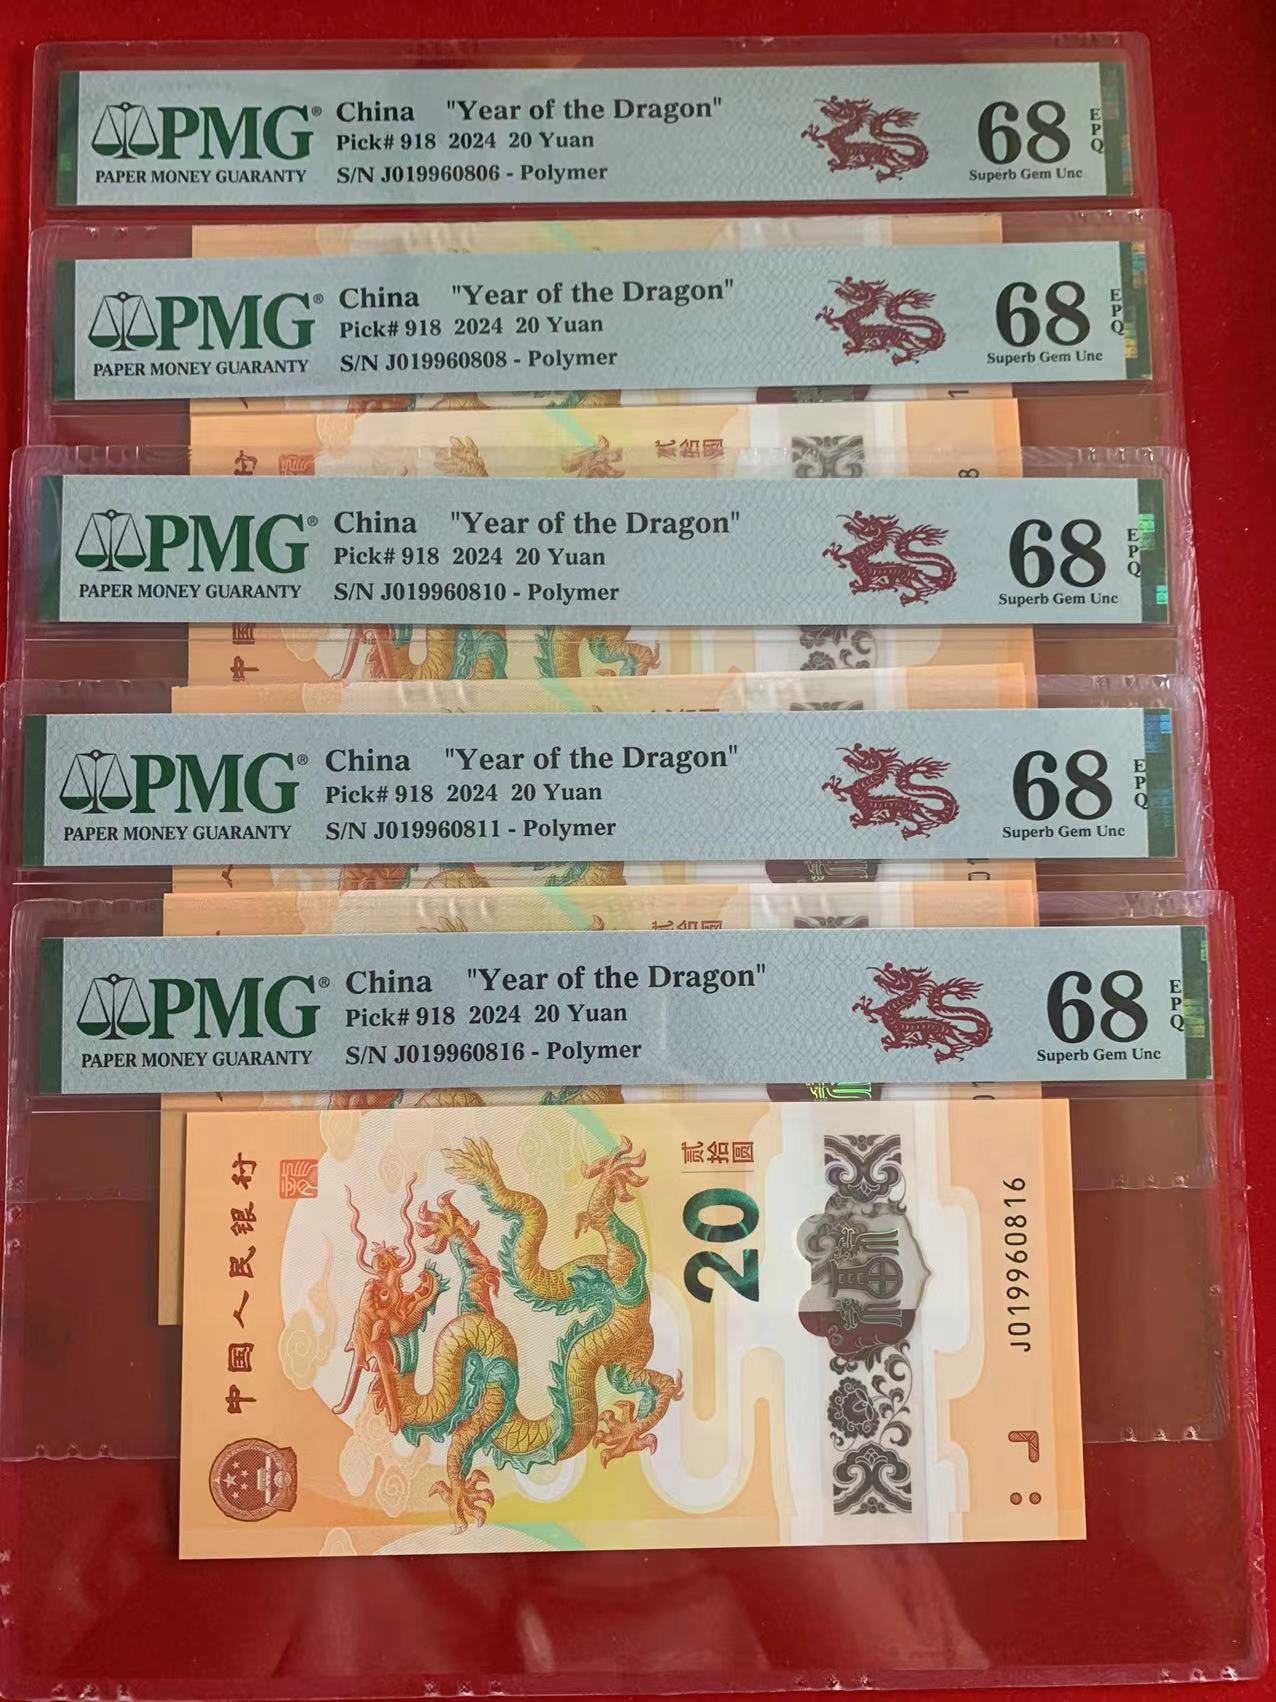 PMG®
PAPER MONEY GUARANTY
China "Year of the Dragon"
Pick# 918 2024 20 Yuan
S/N J019960806 - Polymer
68
EPQ
Superb Gem Unc
PMG®
PAPER MONEY GUARANTY
China "Year of the Dragon"
Pick# 918 2024 20 Yuan
S/N J019960808 - Polymer
68
EPQ
Superb Gem Unc
贰拾圆
8
PMG®
PAPER MONEY GUARANTY
China "Year of the Dragon"
Pick# 918 2024 20 Yuan
S/N J019960810 - Polymer
68
EPQ
Superb Gem Unc
PMG®
PAPER MONEY GUARANTY
China "Year of the Dragon"
Pick# 918 2024 20 Yuan
S/N J019960811 - Polymer
68
EPQ
Superb Gem Unc
PMG®
PAPER MONEY GUARANTY
China "Year of the Dragon"
Pick# 918 2024 20 Yuan
S/N J019960816 - Polymer
68
EPQ
Superb Gem Unc
中国人民银行
贰拾圆
20
J019960816